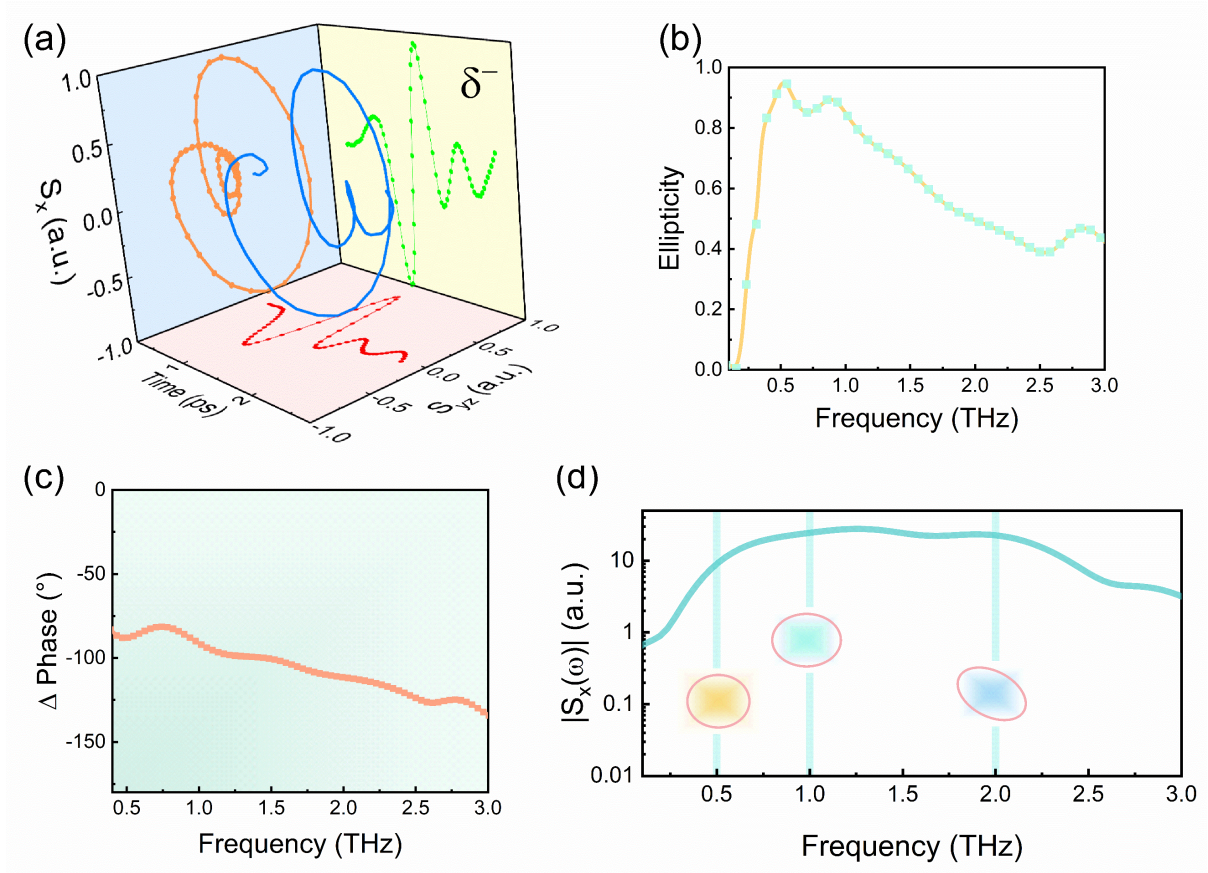 (a)
δ⁻
1.0
0.5
0.0
-0.5
-1.0
Sₓ (a.u.)
1
2
Time (ps)
-1.0
-0.5
0.0
0.5
1.0
S_yz (a.u.)
(b)
1.0
0.8
0.6
0.4
0.2
0.0
Ellipticity
0.5 1.0 1.5 2.0 2.5 3.0
Frequency (THz)
(c)
0
-50
-100
-150
Δ Phase (°)
0.5 1.0 1.5 2.0 2.5 3.0
Frequency (THz)
(d)
10
1
0.1
0.01
|Sₓ(ω)| (a.u.)
0.5 1.0 1.5 2.0 2.5 3.0
Frequency (THz)